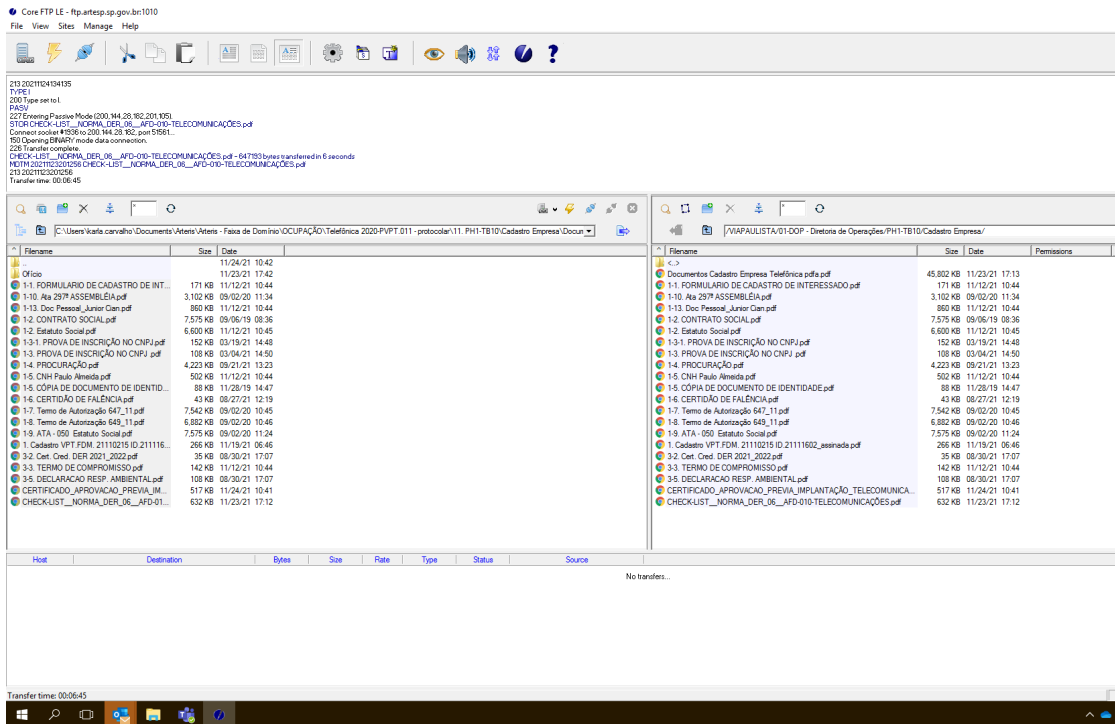 Core FTP LE - ftp.artesp.sp.gov.br:1010
File View Sites Manage Help
213 20211124134135
TYPE I
200 Type set to I.
PASV
227 Entering Passive Mode (200,144,28,182,201,105).
STOR CHECK-LIST__NORMA_DER_06__AFD-010-TELECOMUNICAÇÕES.pdf
Connect socket #1936 to 200.144.28.182, port 51561...
150 Opening BINARY mode data connection.
226 Transfer complete.
CHECK-LIST__NORMA_DER_06__AFD-010-TELECOMUNICAÇÕES.pdf - 647193 bytes transferred in 6 seconds
MDTM 20211123201256 CHECK-LIST__NORMA_DER_06__AFD-010-TELECOMUNICAÇÕES.pdf
213 20211123201256
Transfer time: 00:06:45
C:\Users\karla.carvalho\Documents\Arteris\Arteris - Faixa de Domínio\OCUPAÇÃO\Telefônica 2020-PVPT.011 - protocolar\11. PH1-TB10\Cadastro Empresa\Docun
^ Filename Size Date
.. 11/24/21 10:42
Ofício 11/23/21 17:42
1-1. FORMULARIO DE CADASTRO DE INT... 171 KB 11/12/21 10:44
1-10. Ata 297ª ASSEMBLÉIA.pdf 3,102 KB 09/02/20 11:34
1-13. Doc Pessoal_Junior Cian.pdf 860 KB 11/12/21 10:44
1-2. CONTRATO SOCIAL.pdf 7,575 KB 09/06/19 08:36
1-2. Estatuto Social.pdf 6,600 KB 11/12/21 10:45
1-3-1. PROVA DE INSCRIÇÃO NO CNPJ.pdf 152 KB 03/19/21 14:48
1-3. PROVA DE INSCRIÇÃO NO CNPJ .pdf 108 KB 03/04/21 14:50
1-4. PROCURAÇÃO.pdf 4,223 KB 09/21/21 13:23
1-5. CNH Paulo Almeida.pdf 502 KB 11/12/21 10:44
1-5. CÓPIA DE DOCUMENTO DE IDENTID... 88 KB 11/28/19 14:47
1-6. CERTIDÃO DE FALÊNCIA.pdf 43 KB 08/27/21 12:19
1-7. Termo de Autorização 647_11.pdf 7,542 KB 09/02/20 10:45
1-8. Termo de Autorização 649_11.pdf 6,882 KB 09/02/20 10:46
1-9. ATA - 050 Estatuto Social.pdf 7,575 KB 09/02/20 11:24
1. Cadastro VPT.FDM. 21110215 ID.211116... 266 KB 11/19/21 06:46
3-2. Cert. Cred. DER 2021_2022.pdf 35 KB 08/30/21 17:07
3-3. TERMO DE COMPROMISSO.pdf 142 KB 11/12/21 10:44
3-5. DECLARACAO RESP. AMBIENTAL.pdf 108 KB 08/30/21 17:07
CERTIFICADO_APROVACAO_PREVIA_IM... 517 KB 11/24/21 10:41
CHECK-LIST__NORMA_DER_06__AFD-01... 632 KB 11/23/21 17:12
/VIAPAULISTA/01-DOP - Diretoria de Operações/PH1-TB10/Cadastro Empresa/
^ Filename Size Date Permissions
<..>
Documentos Cadastro Empresa Telefônica pdfa.pdf 45,802 KB 11/23/21 17:13
1-1. FORMULARIO DE CADASTRO DE INTERESSADO.pdf 171 KB 11/12/21 10:44
1-10. Ata 297ª ASSEMBLÉIA.pdf 3,102 KB 09/02/20 11:34
1-13. Doc Pessoal_Junior Cian.pdf 860 KB 11/12/21 10:44
1-2. CONTRATO SOCIAL.pdf 7,575 KB 09/06/19 08:36
1-2. Estatuto Social.pdf 6,600 KB 11/12/21 10:45
1-3-1. PROVA DE INSCRIÇÃO NO CNPJ.pdf 152 KB 03/19/21 14:48
1-3. PROVA DE INSCRIÇÃO NO CNPJ .pdf 108 KB 03/04/21 14:50
1-4. PROCURAÇÃO.pdf 4,223 KB 09/21/21 13:23
1-5. CNH Paulo Almeida.pdf 502 KB 11/12/21 10:44
1-5. CÓPIA DE DOCUMENTO DE IDENTIDADE.pdf 88 KB 11/28/19 14:47
1-6. CERTIDÃO DE FALÊNCIA.pdf 43 KB 08/27/21 12:19
1-7. Termo de Autorização 647_11.pdf 7,542 KB 09/02/20 10:45
1-8. Termo de Autorização 649_11.pdf 6,882 KB 09/02/20 10:46
1-9. ATA - 050 Estatuto Social.pdf 7,575 KB 09/02/20 11:24
1. Cadastro VPT.FDM. 21110215 ID.21111602_assinada.pdf 266 KB 11/19/21 06:46
3-2. Cert. Cred. DER 2021_2022.pdf 35 KB 08/30/21 17:07
3-3. TERMO DE COMPROMISSO.pdf 142 KB 11/12/21 10:44
3-5. DECLARACAO RESP. AMBIENTAL.pdf 108 KB 08/30/21 17:07
CERTIFICADO_APROVACAO_PREVIA_IMPLANTAÇÃO_TELECOMUNICA... 517 KB 11/24/21 10:41
CHECK-LIST__NORMA_DER_06__AFD-010-TELECOMUNICAÇÕES.pdf 632 KB 11/23/21 17:12
Host Destination Bytes Size Rate Type Status Source
No transfers...
Transfer time: 00:06:45